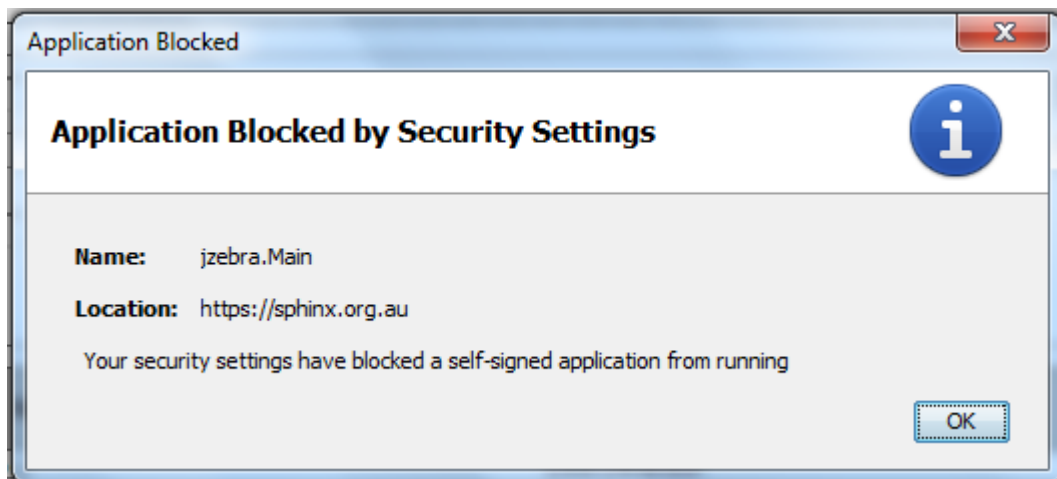 Application Blocked
Application Blocked by Security Settings
Name: jzebra.Main
Location: https://sphinx.org.au
Your security settings have blocked a self-signed application from running
OK